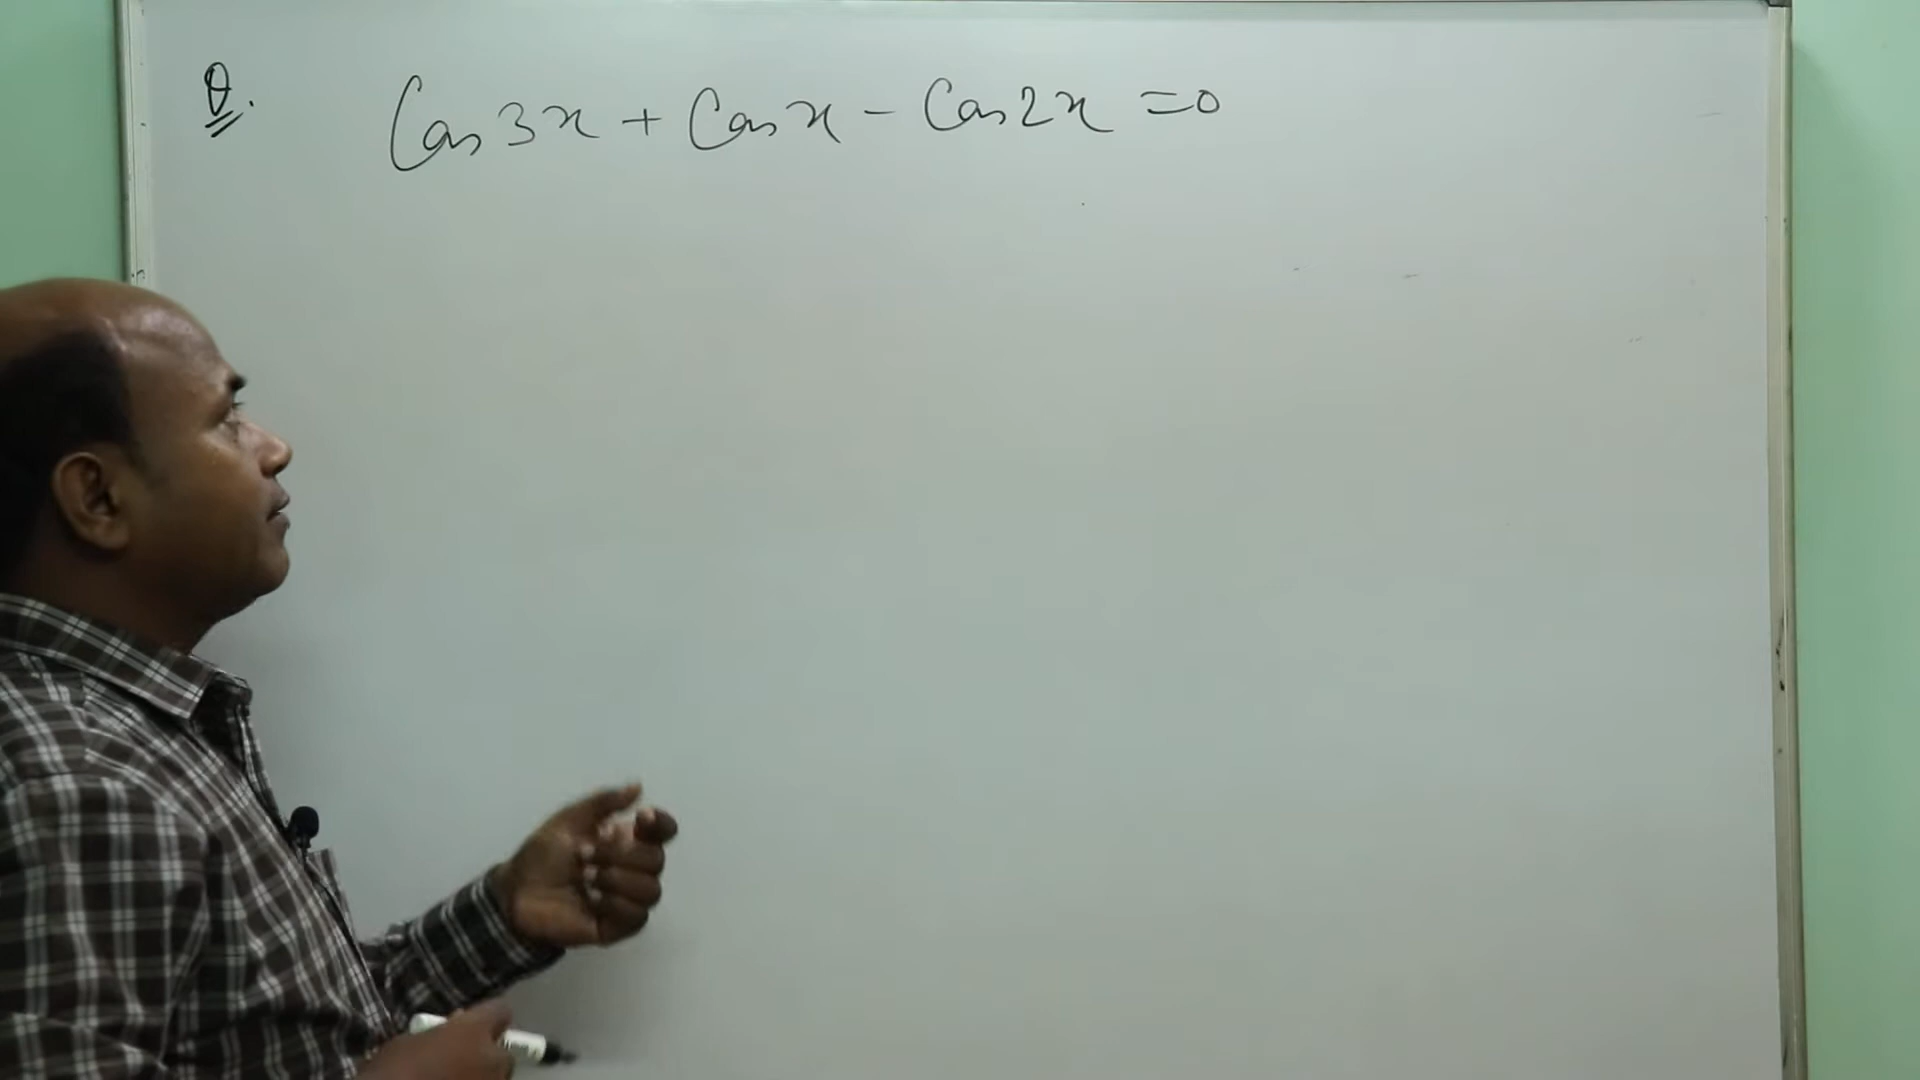 Q. Cos 3x + Cos x - Cos 2x = 0